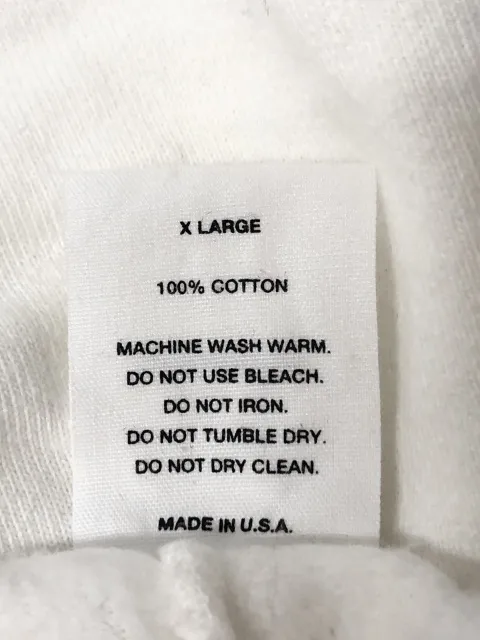 X LARGE
100% COTTON
MACHINE WASH WARM.
DO NOT USE BLEACH.
DO NOT IRON.
DO NOT TUMBLE DRY.
DO NOT DRY CLEAN.
MADE IN U.S.A.